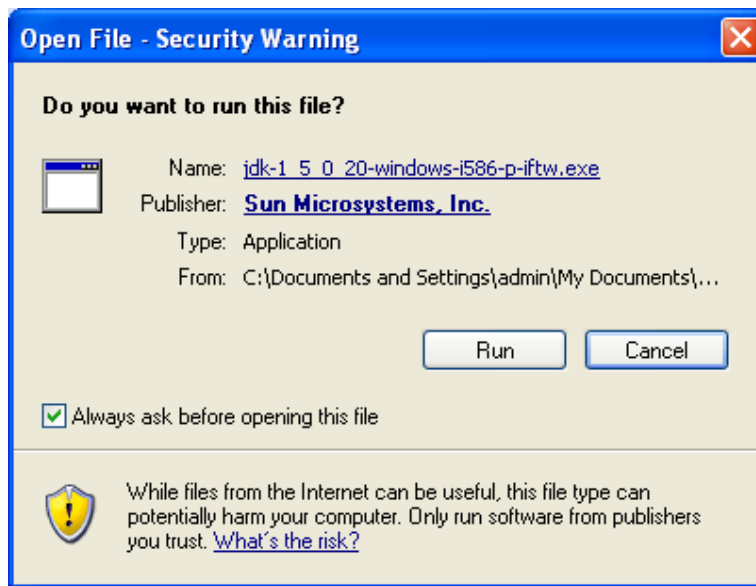 Open File - Security Warning
Do you want to run this file?
Name: jdk-1_5_0_20-windows-i586-p-iftw.exe
Publisher: Sun Microsystems, Inc.
Type: Application
From: C:\Documents and Settings\admin\My Documents\...
Run Cancel
Always ask before opening this file
While files from the Internet can be useful, this file type can
potentially harm your computer. Only run software from publishers
you trust. What's the risk?